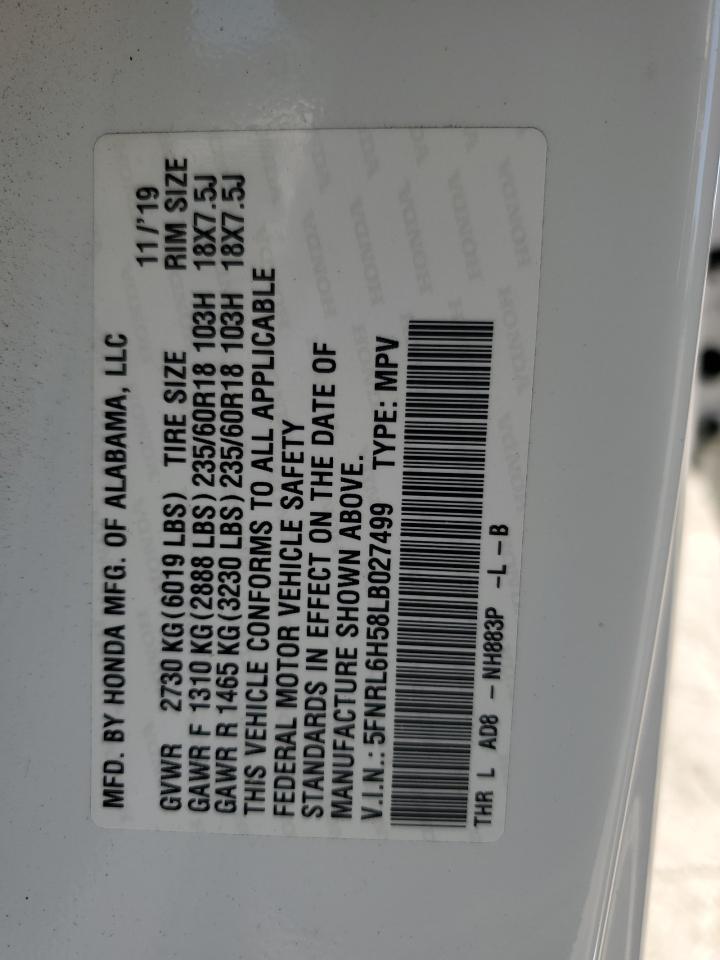 MFD. BY HONDA MFG. OF ALABAMA, LLC 11/'19
GVWR 2730 KG(6019 LBS) TIRE SIZE RIM SIZE
GAWR F 1310 KG(2888 LBS)235/60R18 103H 18X7.5J
GAWR R 1465 KG(3230 LBS)235/60R18 103H 18X7.5J
THIS VEHICLE CONFORMS TO ALL APPLICABLE
FEDERAL MOTOR VEHICLE SAFETY
STANDARDS IN EFFECT ON THE DATE OF
MANUFACTURE SHOWN ABOVE.
V.I.N.: 5FNRL6H58LB027499 TYPE: MPV
THR L AD8 -NH883P -L-B